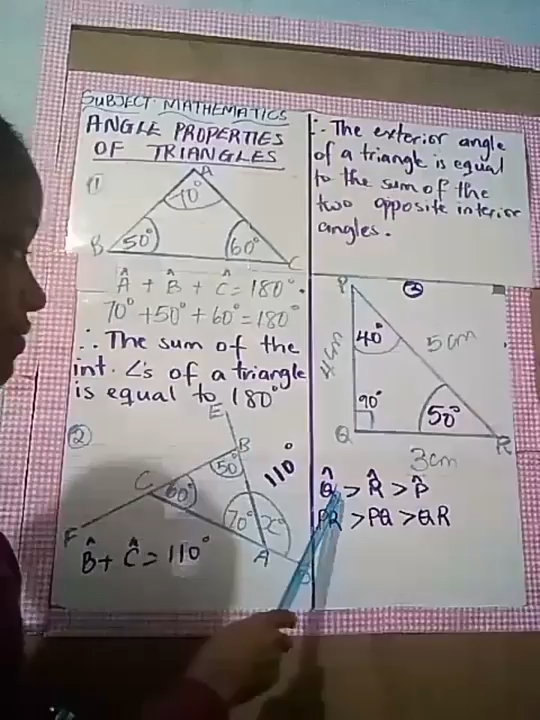 SUBJECT MATHEMATICS
ANGLE PROPERTIES
OF TRIANGLES
①
A
70°
B 50° 60° C
Â + B̂ + Ĉ = 180°.
70° + 50° + 60° = 180°
∴ The sum of the
int. ∠'s of a triangle
is equal to 180°
②
E
B
50° 110°
C 60°
70° x°
F A
B̂ + Ĉ = 110°
∴ The exterior angle
of a triangle is equal
to the sum of the
two opposite interior
angles.
③
P
40° 5cm
4cm
90° 50°
Q R
3cm
Q̂ > R̂ > P̂
PR > PQ > QR